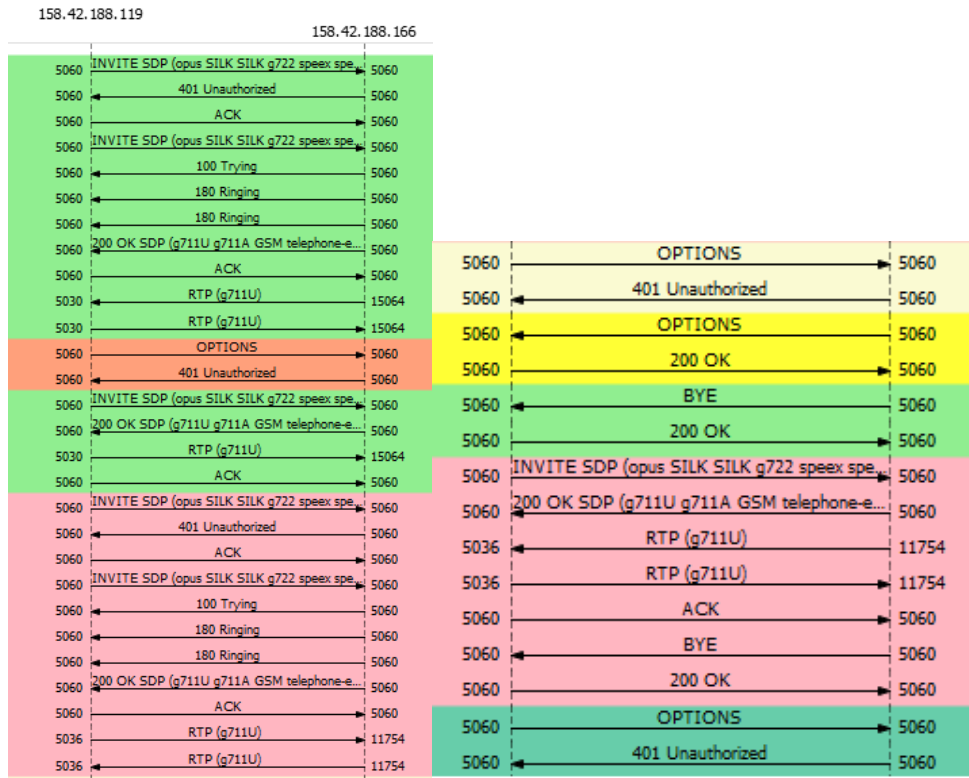 158.42.188.119
158.42.188.166
5060 INVITE SDP (opus SILK SILK g722 speex spe... 5060
5060 401 Unauthorized 5060
5060 ACK 5060
5060 INVITE SDP (opus SILK SILK g722 speex spe... 5060
5060 100 Trying 5060
5060 180 Ringing 5060
5060 180 Ringing 5060
5060 200 OK SDP (g711U g711A GSM telephone-e... 5060
5060 ACK 5060
5030 RTP (g711U) 15064
5030 RTP (g711U) 15064
5060 OPTIONS 5060
5060 401 Unauthorized 5060
5060 INVITE SDP (opus SILK SILK g722 speex spe... 5060
5060 200 OK SDP (g711U g711A GSM telephone-e... 5060
5030 RTP (g711U) 15064
5060 ACK 5060
5060 INVITE SDP (opus SILK SILK g722 speex spe... 5060
5060 401 Unauthorized 5060
5060 ACK 5060
5060 INVITE SDP (opus SILK SILK g722 speex spe... 5060
5060 100 Trying 5060
5060 180 Ringing 5060
5060 180 Ringing 5060
5060 200 OK SDP (g711U g711A GSM telephone-e... 5060
5060 ACK 5060
5036 RTP (g711U) 11754
5036 RTP (g711U) 11754
5060 OPTIONS 5060
5060 401 Unauthorized 5060
5060 OPTIONS 5060
5060 200 OK 5060
5060 BYE 5060
5060 200 OK 5060
5060 INVITE SDP (opus SILK SILK g722 speex spe... 5060
5060 200 OK SDP (g711U g711A GSM telephone-e... 5060
5036 RTP (g711U) 11754
5036 RTP (g711U) 11754
5060 ACK 5060
5060 BYE 5060
5060 200 OK 5060
5060 OPTIONS 5060
5060 401 Unauthorized 5060